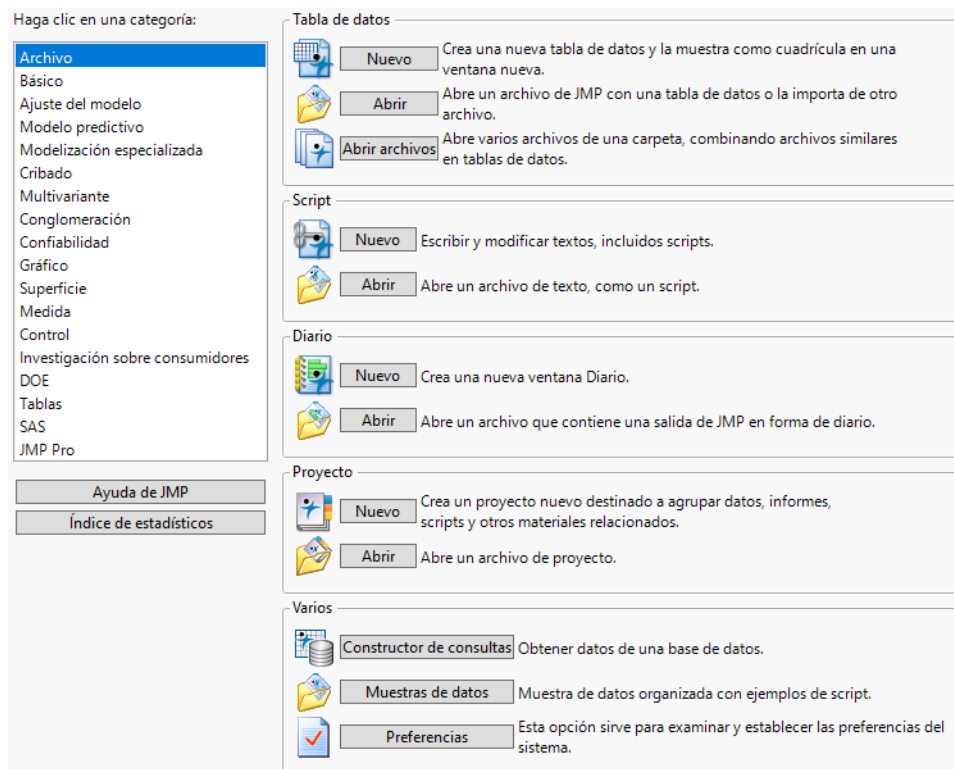 Haga clic en una categoría:
Archivo
Básico
Ajuste del modelo
Modelo predictivo
Modelización especializada
Cribado
Multivariante
Conglomeración
Confiabilidad
Gráfico
Superficie
Medida
Control
Investigación sobre consumidores
DOE
Tablas
SAS
JMP Pro
Ayuda de JMP
Índice de estadísticos
Tabla de datos
Nuevo
Crea una nueva tabla de datos y la muestra como cuadrícula en una
ventana nueva.
Abrir
Abre un archivo de JMP con una tabla de datos o la importa de otro
archivo.
Abrir archivos
Abre varios archivos de una carpeta, combinando archivos similares
en tablas de datos.
Script
Nuevo
Escribir y modificar textos, incluidos scripts.
Abrir
Abre un archivo de texto, como un script.
Diario
Nuevo
Crea una nueva ventana Diario.
Abrir
Abre un archivo que contiene una salida de JMP en forma de diario.
Proyecto
Nuevo
Crea un proyecto nuevo destinado a agrupar datos, informes,
scripts y otros materiales relacionados.
Abrir
Abre un archivo de proyecto.
Varios
Constructor de consultas
Obtener datos de una base de datos.
Muestras de datos
Muestra de datos organizada con ejemplos de script.
Preferencias
Esta opción sirve para examinar y establecer las preferencias del
sistema.